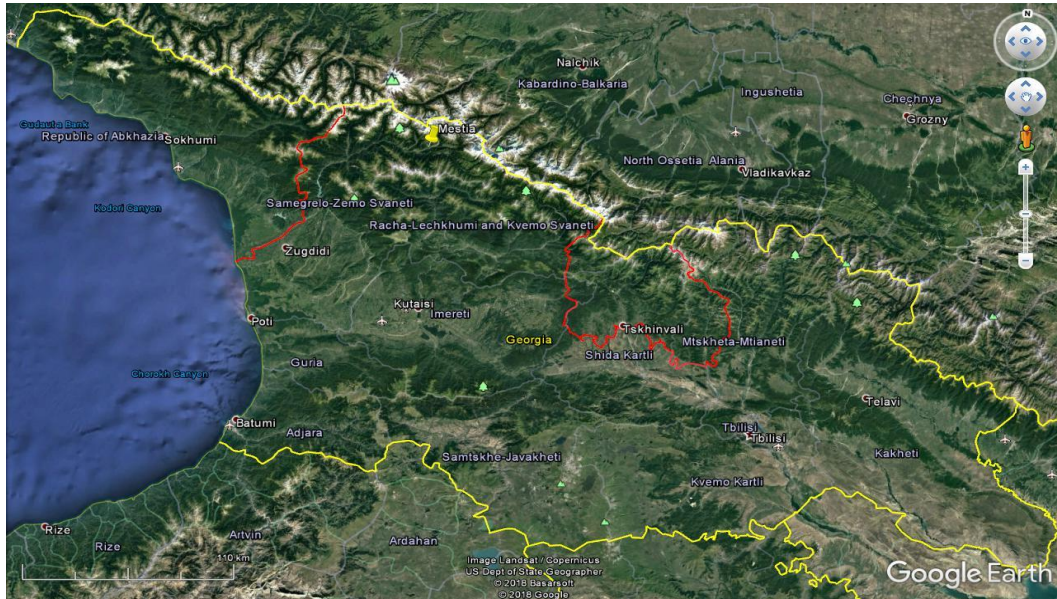 N
Nalchik
Kabardino-Balkaria
Ingushetia
Chechnya
Grozny
Gudauta Bank
Republic of Abkhazia
Sokhumi
Mestia
North Ossetia Alania
Vladikavkaz
Kodori Canyon
Samegrelo-Zemo Svaneti
Racha-Lechkhumi and Kvemo Svaneti
Zugdidi
Kutaisi
Imereti
Poti
Tskhinvali
Georgia
Mtskheta-Mtianeti
Shida Kartli
Guria
Chorokh Canyon
Telavi
Batumi
Tbilisi
Tbilisi
Adjara
Kakheti
Samtskhe-Javakheti
Kvemo Kartli
Rize
Artvin
Rize
Ardahan
110 km
Image Landsat / Copernicus
US Dept of State Geographer
© 2018 Basarsoft
© 2018 Google
Google Earth